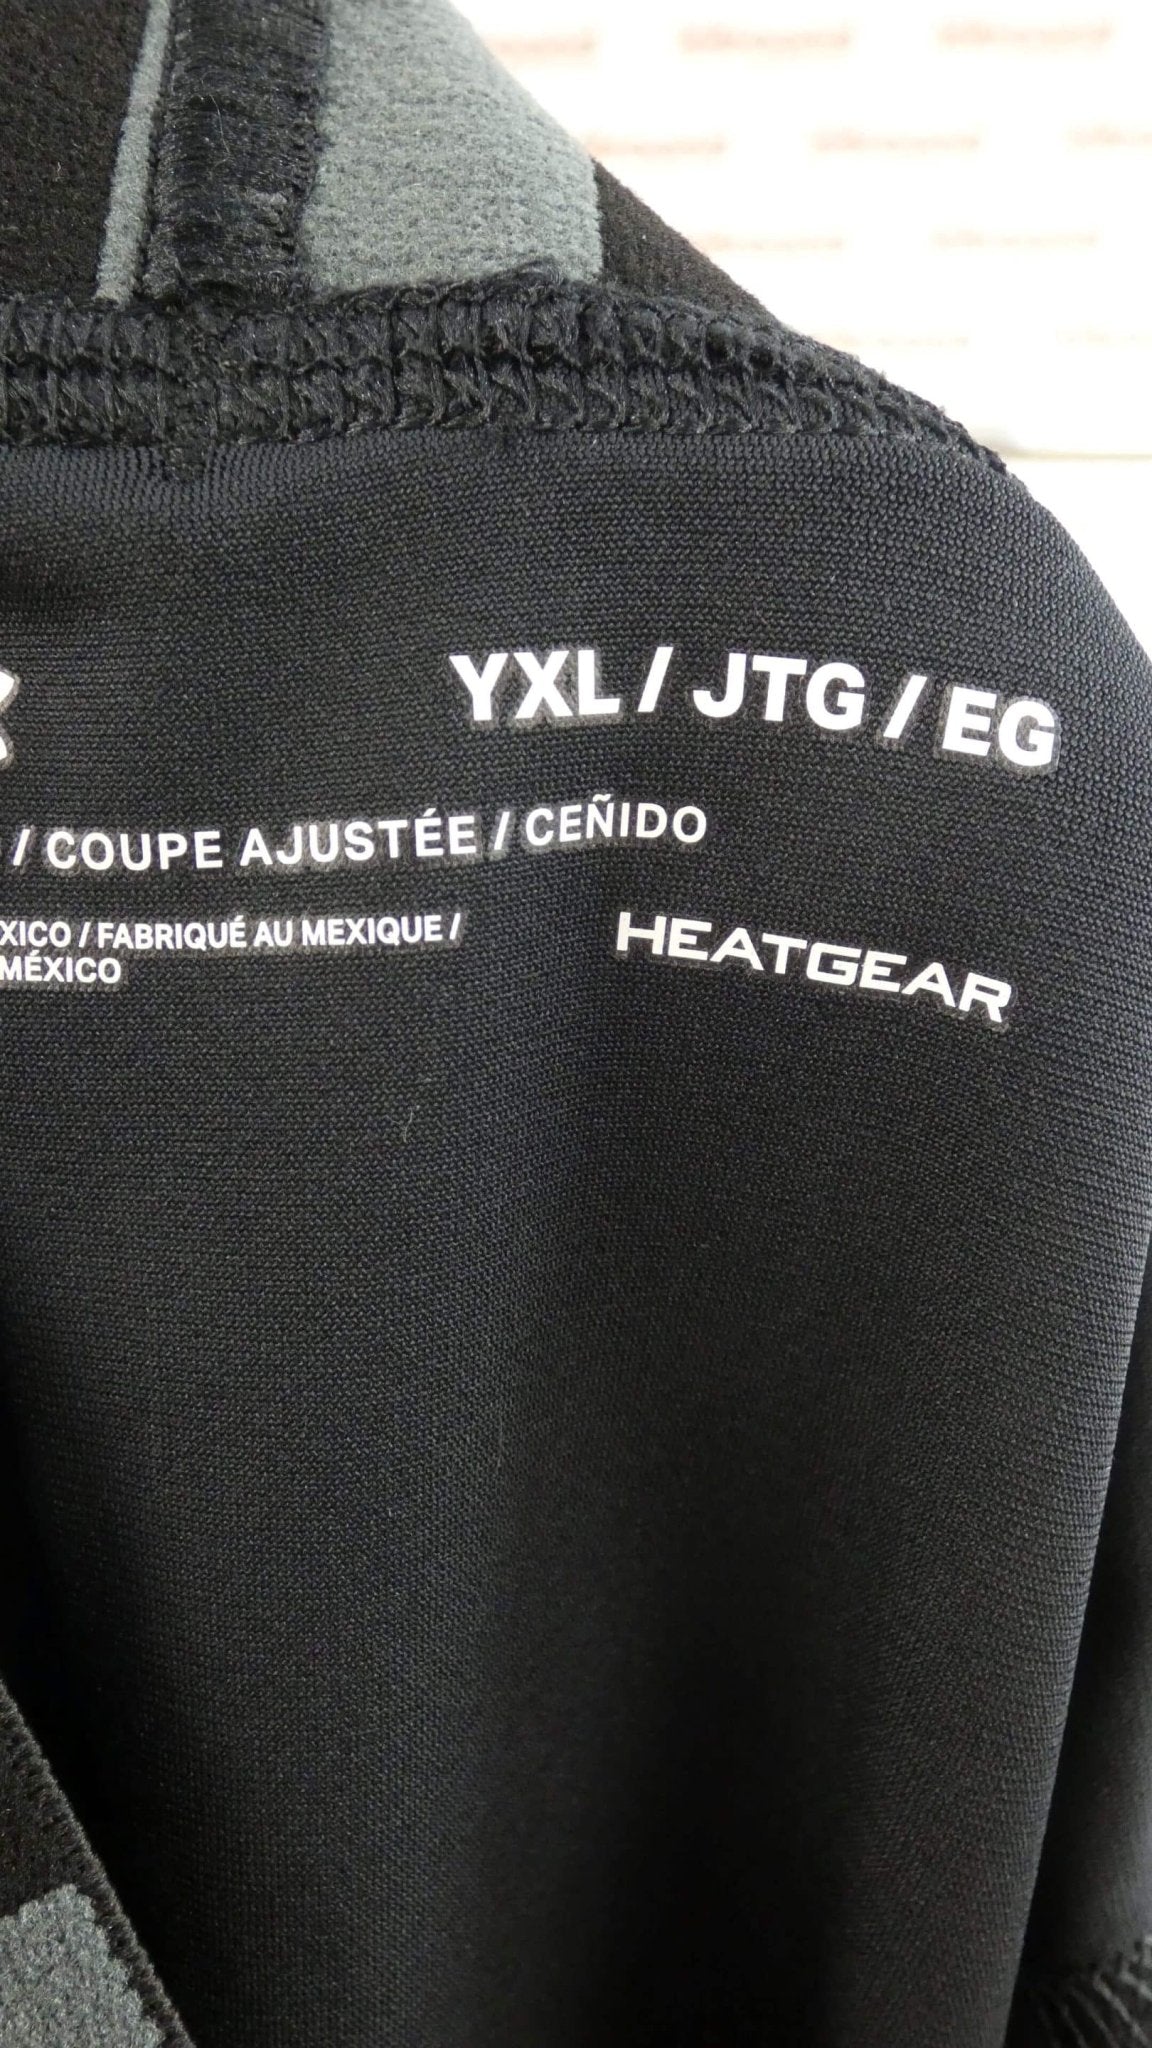 YXL / JTG / EG
/ COUPE AJUSTÉE / CEÑIDO
XICO / FABRIQUÉ AU MEXIQUE /
MÉXICO
HEATGEAR